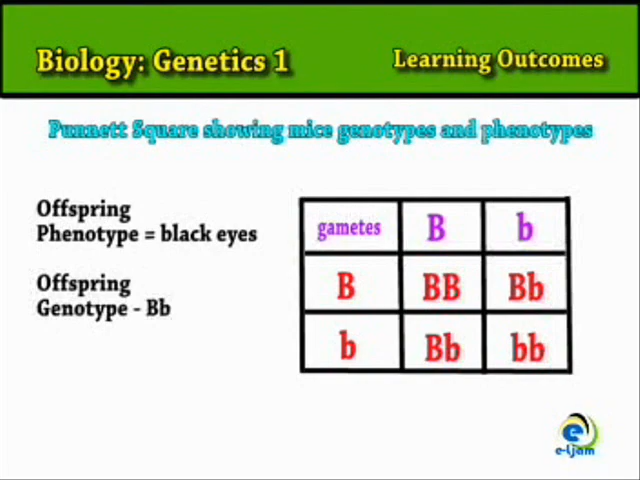 Biology: Genetics 1
Learning Outcomes
Punnett Square showing mice genotypes and phenotypes
Offspring
Phenotype = black eyes
Offspring
Genotype - Bb
gametes B b
B BB Bb
b Bb bb
e-Ljam